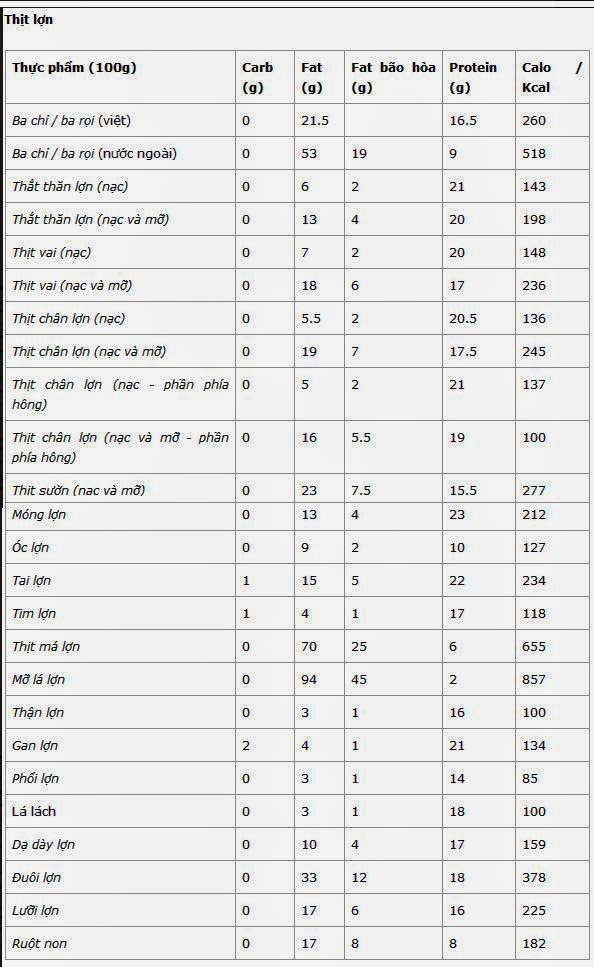 Thịt lợn
Thực phẩm (100g) Carb (g) Fat (g) Fat bão hòa (g) Protein (g) Calo / Kcal
Ba chỉ / ba rọi (việt) 0 21.5 16.5 260
Ba chỉ / ba rọi (nước ngoài) 0 53 19 9 518
Thắt thăn lợn (nạc) 0 6 2 21 143
Thắt thăn lợn (nạc và mỡ) 0 13 4 20 198
Thịt vai (nạc) 0 7 2 20 148
Thịt vai (nạc và mỡ) 0 18 6 17 236
Thịt chân lợn (nạc) 0 5.5 2 20.5 136
Thịt chân lợn (nạc và mỡ) 0 19 7 17.5 245
Thịt chân lợn (nạc - phần phía hông) 0 5 2 21 137
Thịt chân lợn (nạc và mỡ - phần phía hông) 0 16 5.5 19 100
Thit sườn (nac và mỡ) 0 23 7.5 15.5 277
Móng lợn 0 13 4 23 212
Óc lợn 0 9 2 10 127
Tai lợn 1 15 5 22 234
Tim lợn 1 4 1 17 118
Thịt má lợn 0 70 25 6 655
Mỡ lá lợn 0 94 45 2 857
Thận lợn 0 3 1 16 100
Gan lợn 2 4 1 21 134
Phổi lợn 0 3 1 14 85
Lá lách 0 3 1 18 100
Dạ dày lợn 0 10 4 17 159
Đuôi lợn 0 33 12 18 378
Lưỡi lợn 0 17 6 16 225
Ruột non 0 17 8 8 182